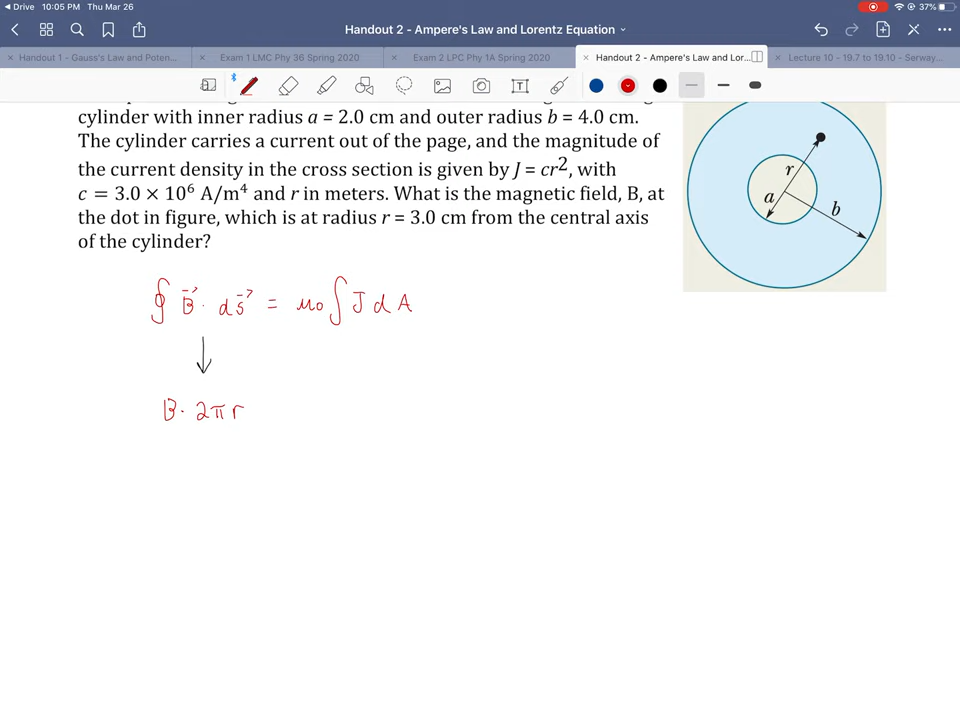 Drive 10:05 PM Thu Mar 26 37%
Handout 2 - Ampere's Law and Lorentz Equation
Handout 1 - Gauss's Law and Poten... Exam 1 LMC Phy 36 Spring 2020 Exam 2 LPC Phy 1A Spring 2020 Handout 2 - Ampere's Law and Lor... Lecture 10 - 19.7 to 19.10 - Serway...
cylinder with inner radius a = 2.0 cm and outer radius b = 4.0 cm.
The cylinder carries a current out of the page, and the magnitude of
the current density in the cross section is given by J = cr², with
c = 3.0 × 10⁶ A/m⁴ and r in meters. What is the magnetic field, B, at
the dot in figure, which is at radius r = 3.0 cm from the central axis
of the cylinder?
r
a
b
∮ B⃗ · ds⃗ = μ₀ ∫ J dA
B · 2πr